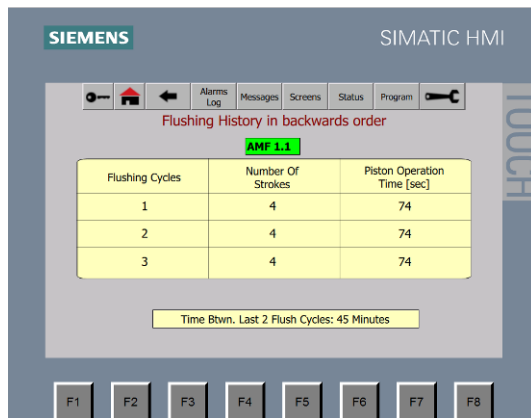 SIEMENS
SIMATIC HMI
TOUCH
Alarms
Log
Messages
Screens
Status
Program
Flushing History in backwards order
AMF 1.1
Flushing Cycles
Number Of
Strokes
Piston Operation
Time [sec]
1 4 74
2 4 74
3 4 74
Time Btwn. Last 2 Flush Cycles: 45 Minutes
F1 F2 F3 F4 F5 F6 F7 F8